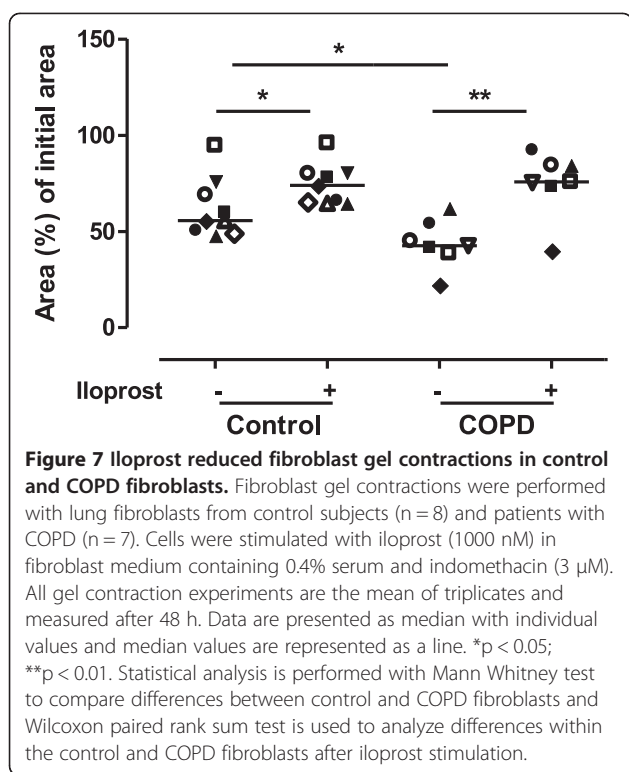 150
*
*
**
100
50
0
Area (%) of initial area
Iloprost - + - +
Control COPD
Figure 7 Iloprost reduced fibroblast gel contractions in control
and COPD fibroblasts. Fibroblast gel contractions were performed
with lung fibroblasts from control subjects (n = 8) and patients with
COPD (n = 7). Cells were stimulated with iloprost (1000 nM) in
fibroblast medium containing 0.4% serum and indomethacin (3 μM).
All gel contraction experiments are the mean of triplicates and
measured after 48 h. Data are presented as median with individual
values and median values are represented as a line. *p < 0.05;
**p < 0.01. Statistical analysis is performed with Mann Whitney test
to compare differences between control and COPD fibroblasts and
Wilcoxon paired rank sum test is used to analyze differences within
the control and COPD fibroblasts after iloprost stimulation.